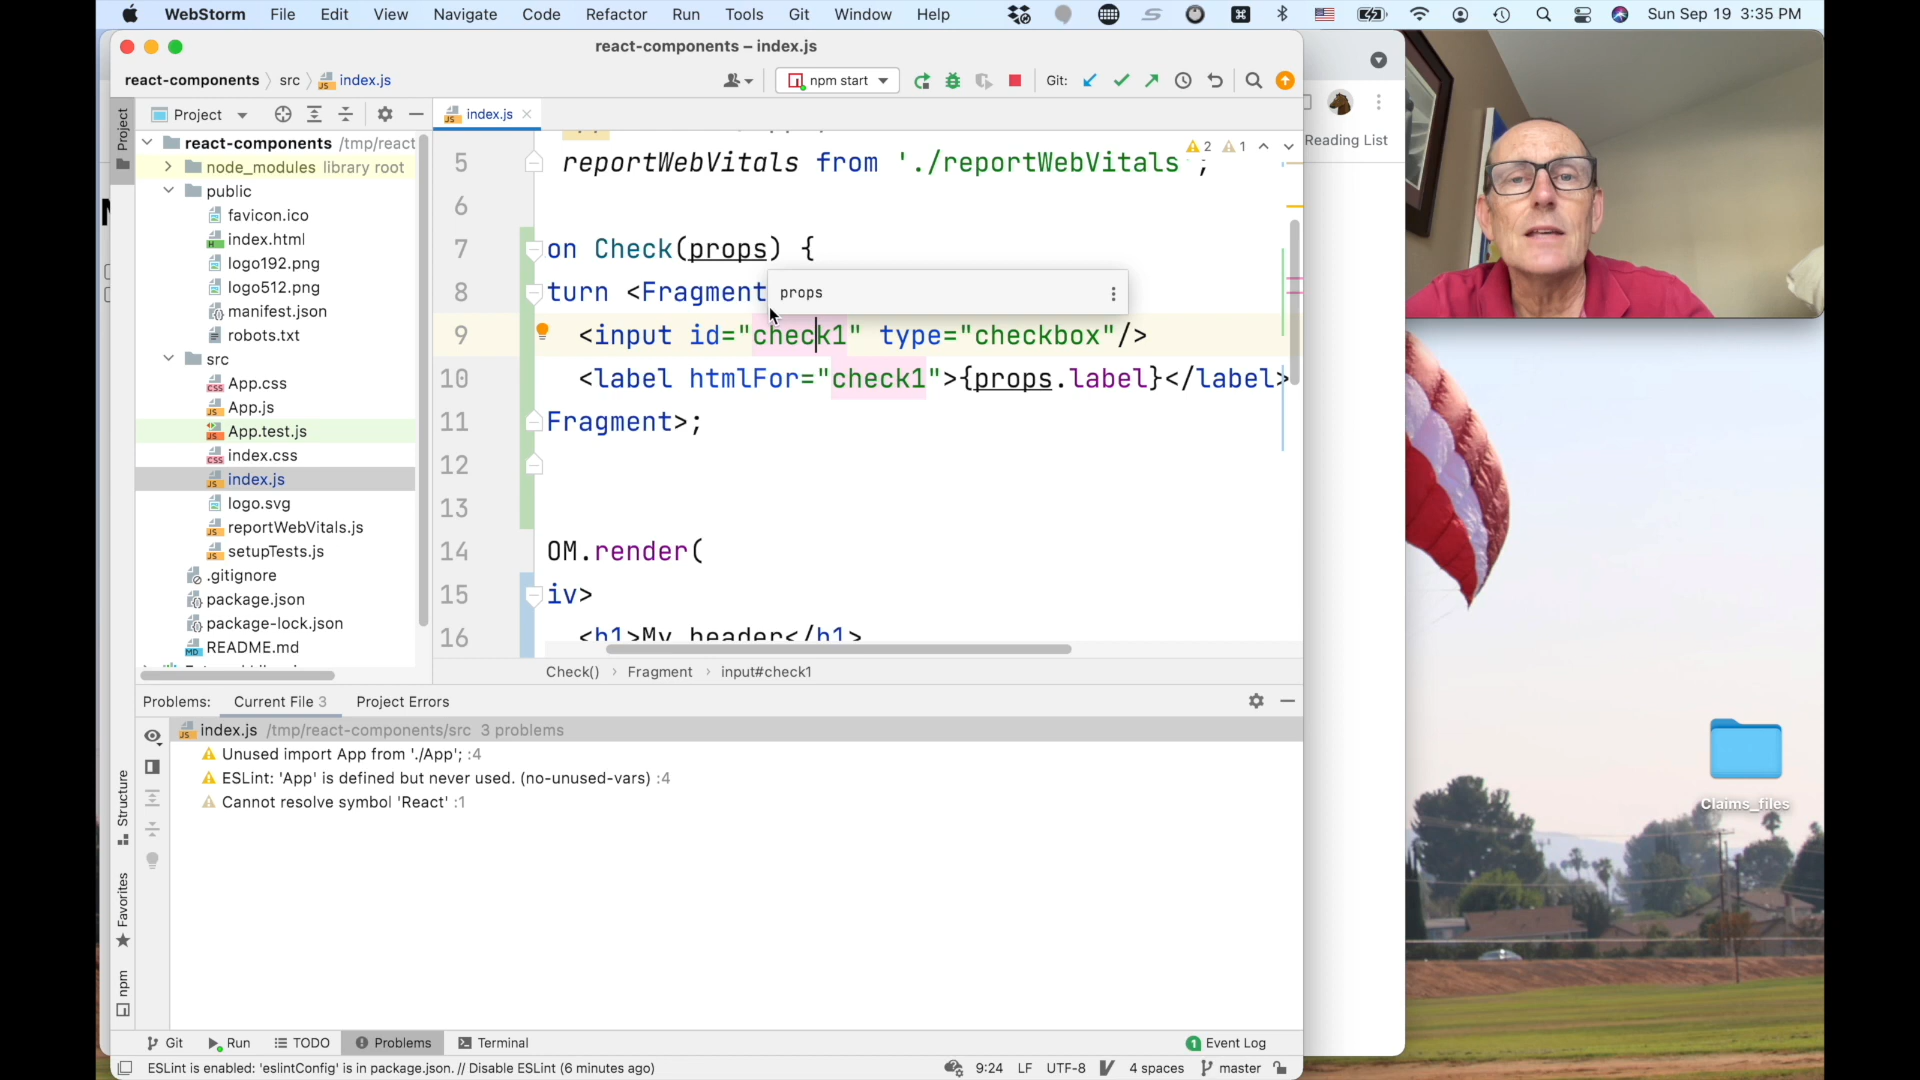 WebStorm File Edit View Navigate Code Refactor Run Tools Git Window Help Sun Sep 19 3:35 PM
react-components – index.js
react-components src index.js npm start Git:
Project index.js Reading List
Project
react-components /tmp/react
node_modules library root
public
favicon.ico
index.html
logo192.png
logo512.png
manifest.json
robots.txt
src
App.css
App.js
App.test.js
index.css
index.js
logo.svg
reportWebVitals.js
setupTests.js
.gitignore
package.json
package-lock.json
README.md
2 1
5 reportWebVitals from './reportWebVitals';
6
7 on Check(props) {
8 turn <Fragment
props
9 <input id="check1" type="checkbox"/>
10 <label htmlFor="check1">{props.label}</label>
11 Fragment>;
12
13
14 OM.render(
15 iv>
16 <h1>My header</h1>
Check() Fragment input#check1
Problems: Current File 3 Project Errors
index.js /tmp/react-components/src 3 problems
Unused import App from './App'; :4
ESLint: 'App' is defined but never used. (no-unused-vars) :4
Cannot resolve symbol 'React' :1
Structure
Favorites
npm
Claims_files
Git Run TODO Problems Terminal 1 Event Log
ESLint is enabled: 'eslintConfig' is in package.json. // Disable ESLint (6 minutes ago) 9:24 LF UTF-8 4 spaces master